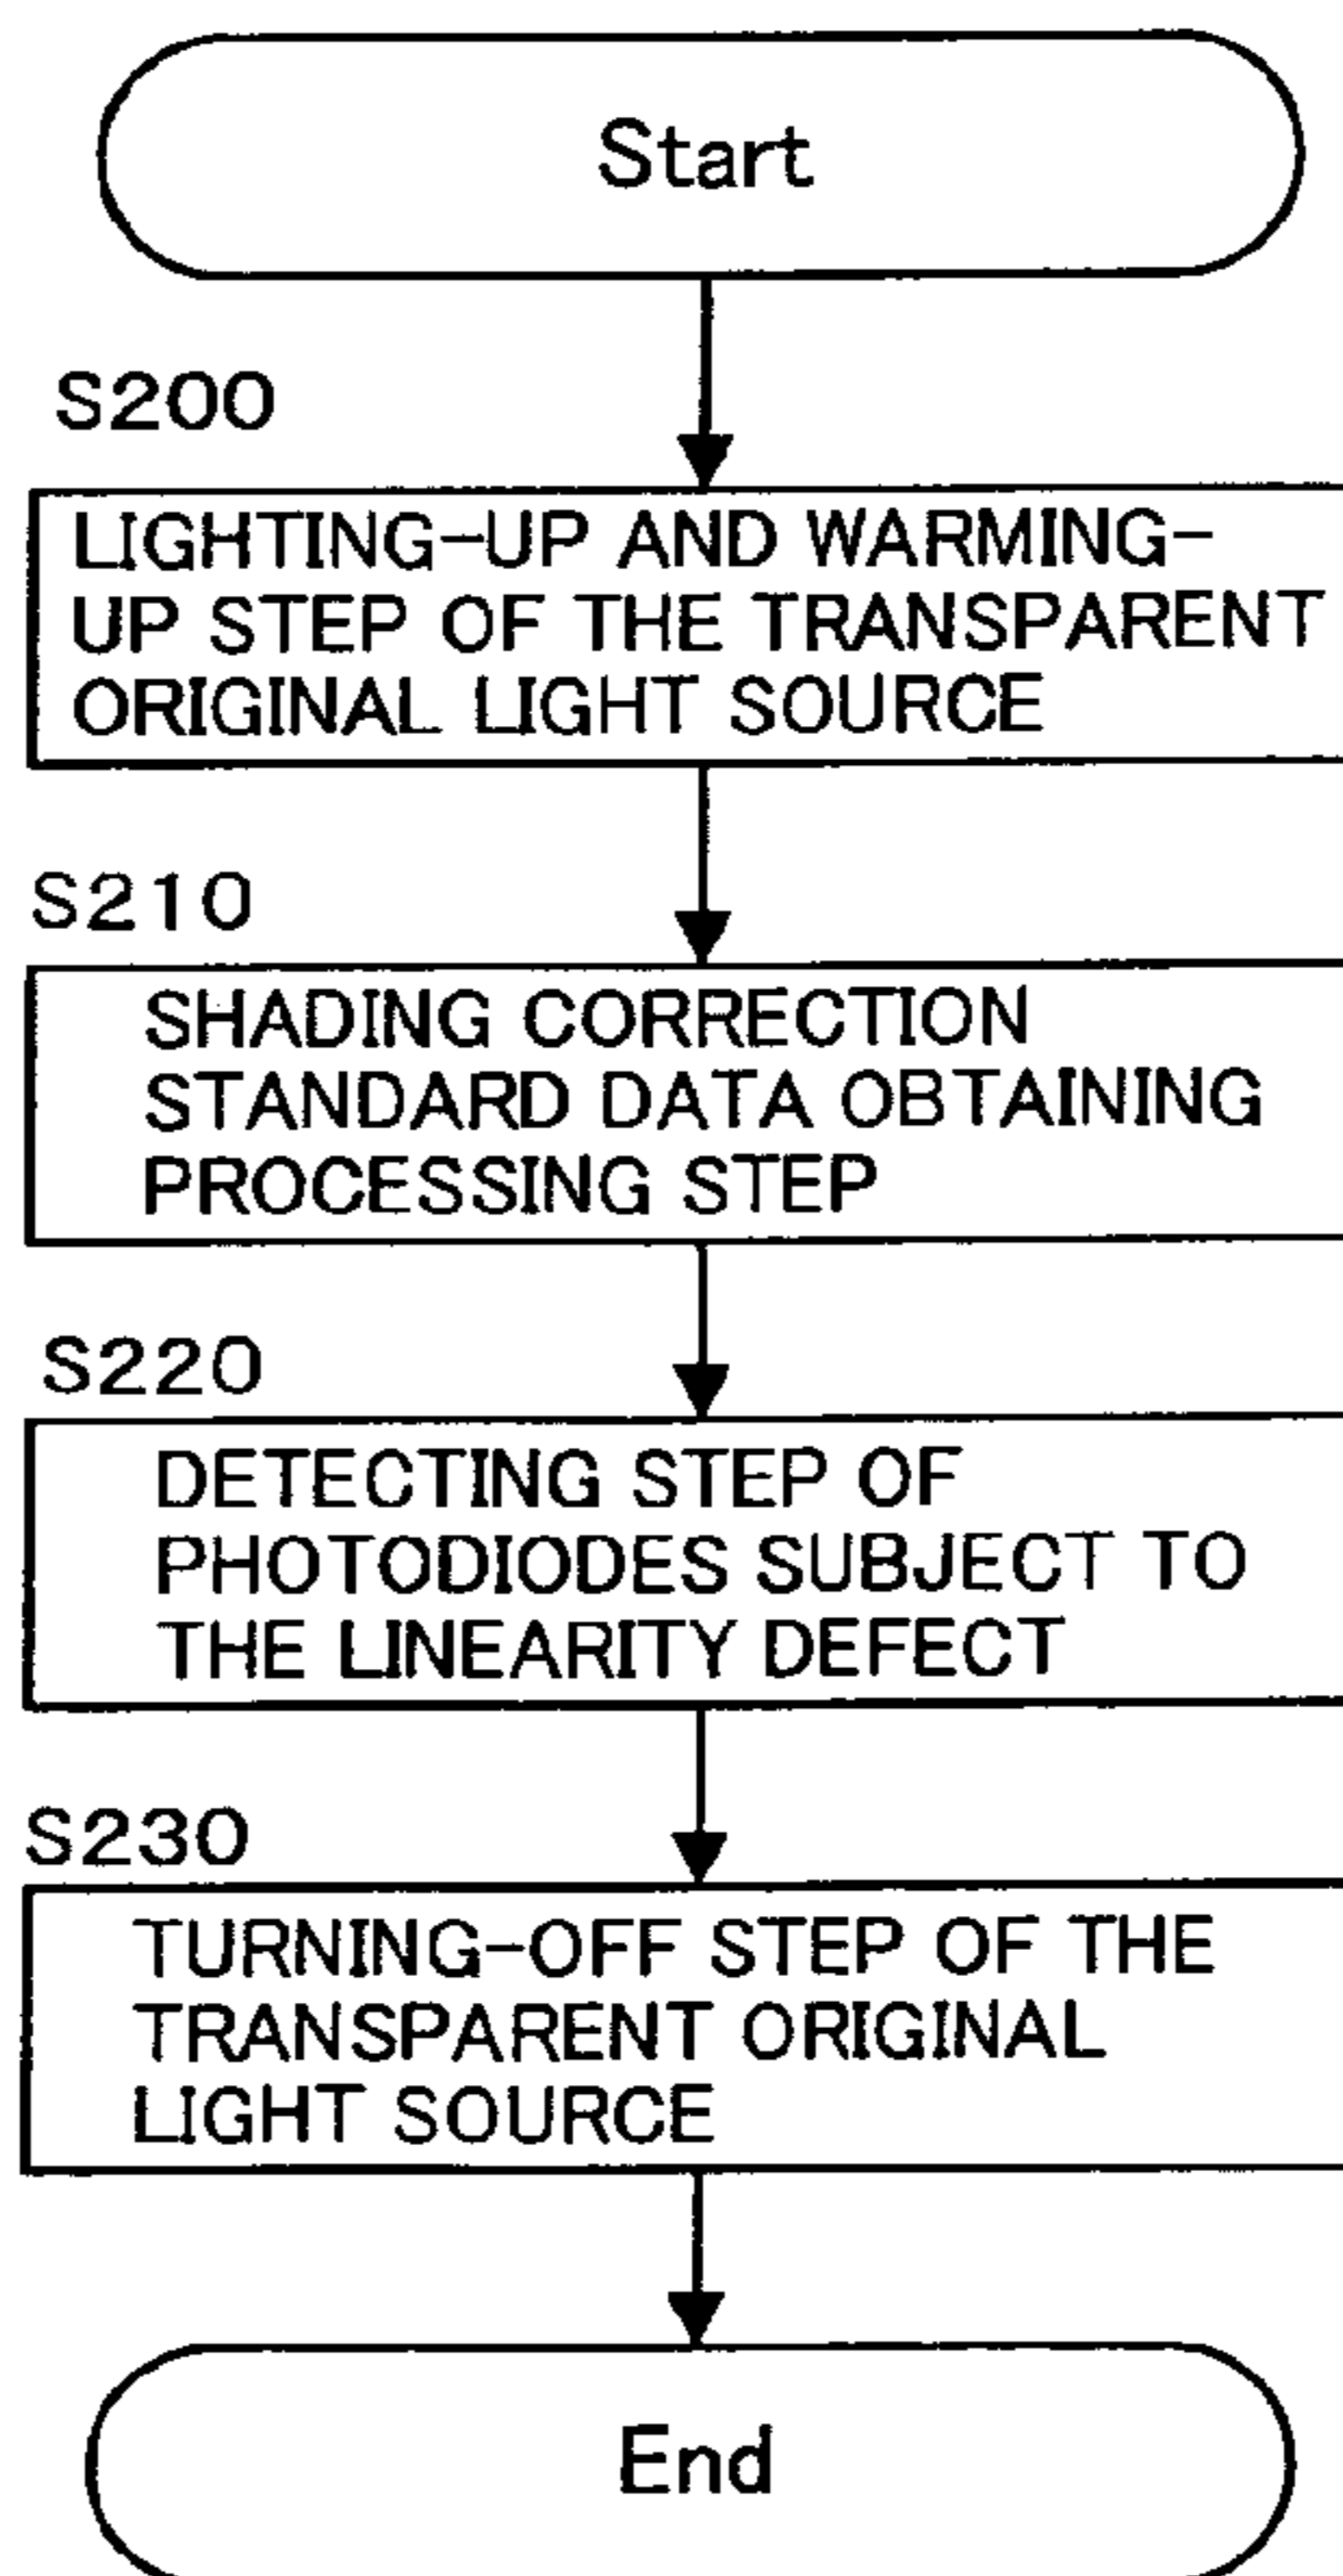 Start
S200
LIGHTING-UP AND WARMING-
UP STEP OF THE TRANSPARENT
ORIGINAL LIGHT SOURCE
S210
SHADING CORRECTION
STANDARD DATA OBTAINING
PROCESSING STEP
S220
DETECTING STEP OF
PHOTODIODES SUBJECT TO
THE LINEARITY DEFECT
S230
TURNING-OFF STEP OF THE
TRANSPARENT ORIGINAL
LIGHT SOURCE
End